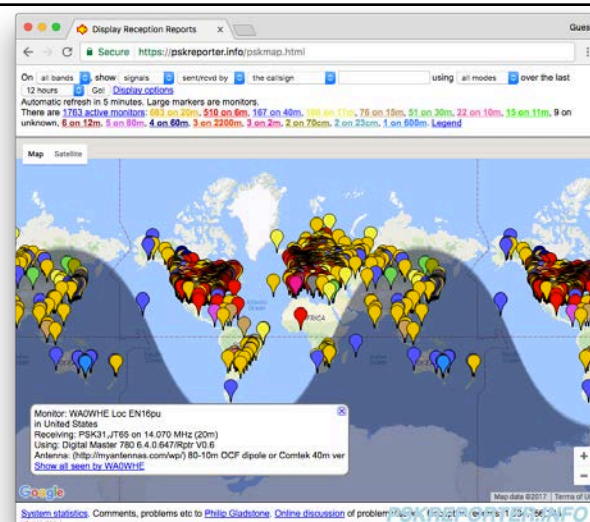 Display Reception Reports
Gues
Secure https://pskreporter.info/pskmap.html
On all bands, show signals sent/rcvd by the callsign using all modes over the last
12 hours Go! Display options
Automatic refresh in 5 minutes. Large markers are monitors.
There are 1763 active monitors: on 20m, 510 on 6m, 167 on 40m, 76 on 15m, 51 on 30m, 22 on 10m, 15 on 11m, 9 on
unknown, 6 on 12m, 5 on 80m, 4 on 60m, 3 on 2200m, 3 on 2m, 2 on 70cm, 2 on 23cm, 1 on 600m. Legend
Map Satellite
Atlantic
Ocean
AFRICA
Monitor: WA0WHE Loc EN16pu
in United States
Receiving: PSK31,JT65 on 14.070 MHz (20m)
Using: Digital Master 780 6.4.0.647/Rptr V0.6
Antenna: (http://myantennas.com/wp/) 80-10m OCF dipole or Comtek 40m ver
Show all seen by WA0WHE
Google
Map data ©2017 Terms of U
System statistics. Comments, problems etc to Philip Gladstone. Online discussion of
PSKREPORTER.INFO